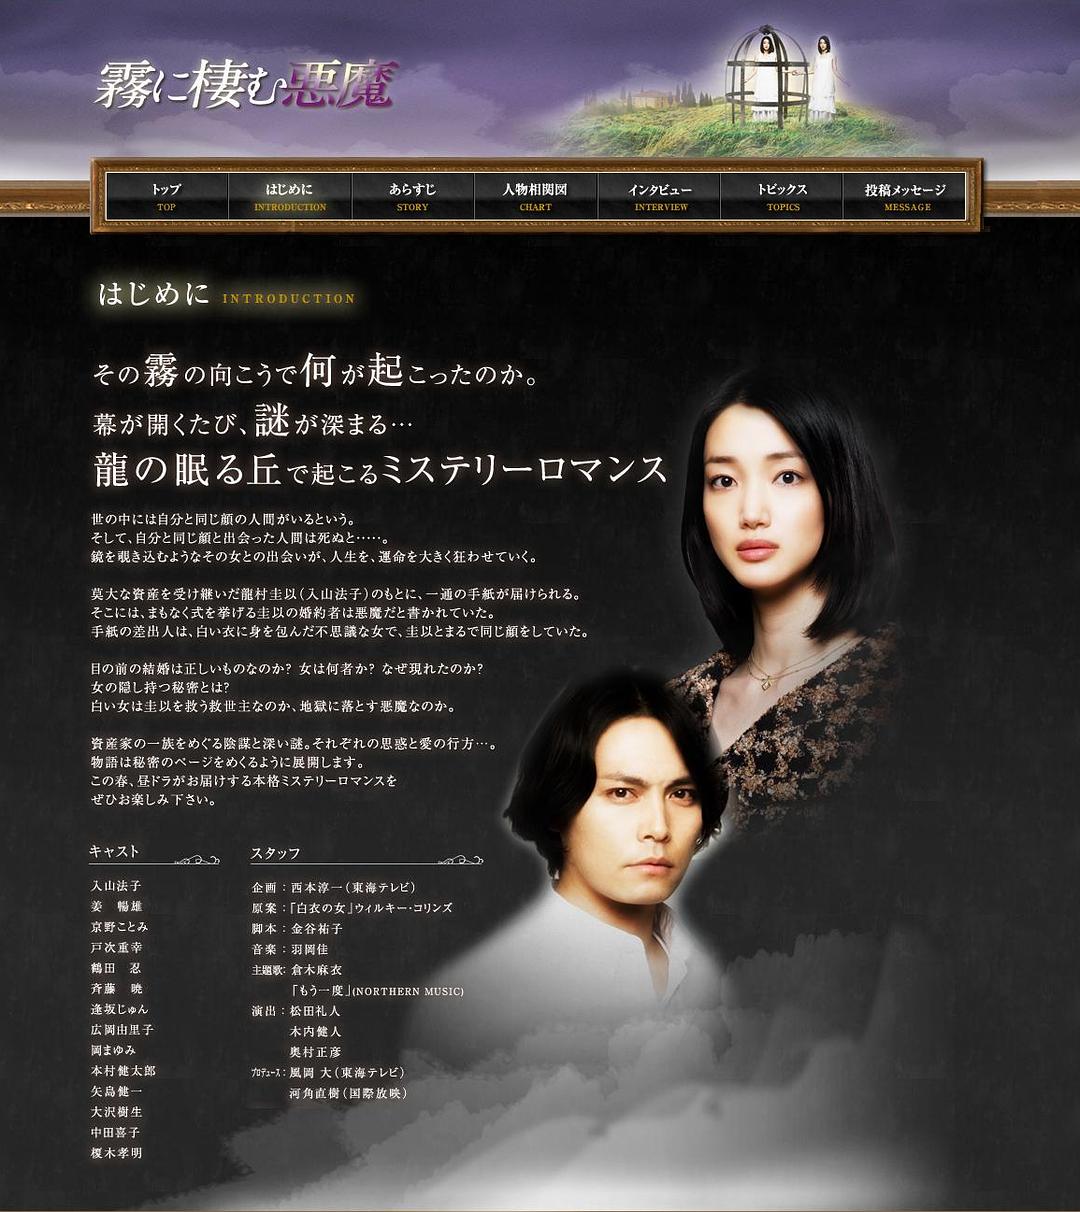 霧に棲む悪魔
トップ
TOP
はじめに
INTRODUCTION
あらすじ
STORY
人物相関図
CHART
インタビュー
INTERVIEW
トピックス
TOPICS
投稿メッセージ
MESSAGE
はじめに INTRODUCTION
その霧の向こうで何が起こったのか。
幕が開くたび、謎が深まる…
龍の眠る丘で起こるミステリーロマンス
世の中には自分と同じ顔の人間がいるという。
そして、自分と同じ顔と出会った人間は死ぬと‥‥‥。
鏡を覗き込むようなその女との出会いが、人生を、運命を大きく狂わせていく。
莫大な資産を受け継いだ龍村圭以（入山法子）のもとに、一通の手紙が届けられる。
そこには、まもなく式を挙げる圭以の婚約者は悪魔だと書かれていた。
手紙の差出人は、白い衣に身を包んだ不思議な女で、圭以とまるで同じ顔をしていた。
目の前の結婚は正しいものなのか? 女は何者か? なぜ現れたのか?
女の隠し持つ秘密とは?
白い女は圭以を救う救世主なのか、地獄に落とす悪魔なのか。
資産家の一族をめぐる陰謀と深い謎。それぞれの思惑と愛の行方…。
物語は秘密のページをめくるように展開します。
この春、昼ドラがお届けする本格ミステリーロマンスを
ぜひお楽しみ下さい。
キャスト
入山法子
姜　暢雄
京野ことみ
戸次重幸
鶴田　忍
斉藤　暁
逢坂じゅん
広岡由里子
岡まゆみ
本村健太郎
矢島健一
大沢樹生
中田喜子
榎木孝明
スタッフ
企画：西本淳一（東海テレビ）
原案：「白衣の女」ウィルキー・コリンズ
脚本：金谷祐子
音楽：羽岡佳
主題歌：倉木麻衣
「もう一度」(NORTHERN MUSIC)
演出：松田礼人
木内健人
奥村正彦
プロデュース：風岡 大（東海テレビ）
河角直樹（国際放映）